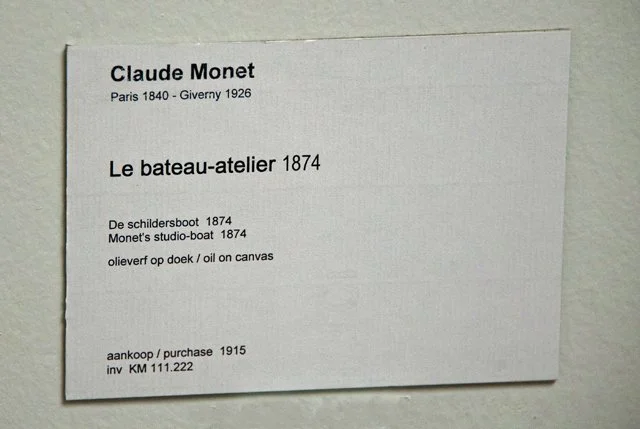 Claude Monet
Paris 1840 - Giverny 1926
Le bateau-atelier 1874
De schildersboot 1874
Monet's studio-boat 1874
olieverf op doek / oil on canvas
aankoop / purchase 1915
inv KM 111.222